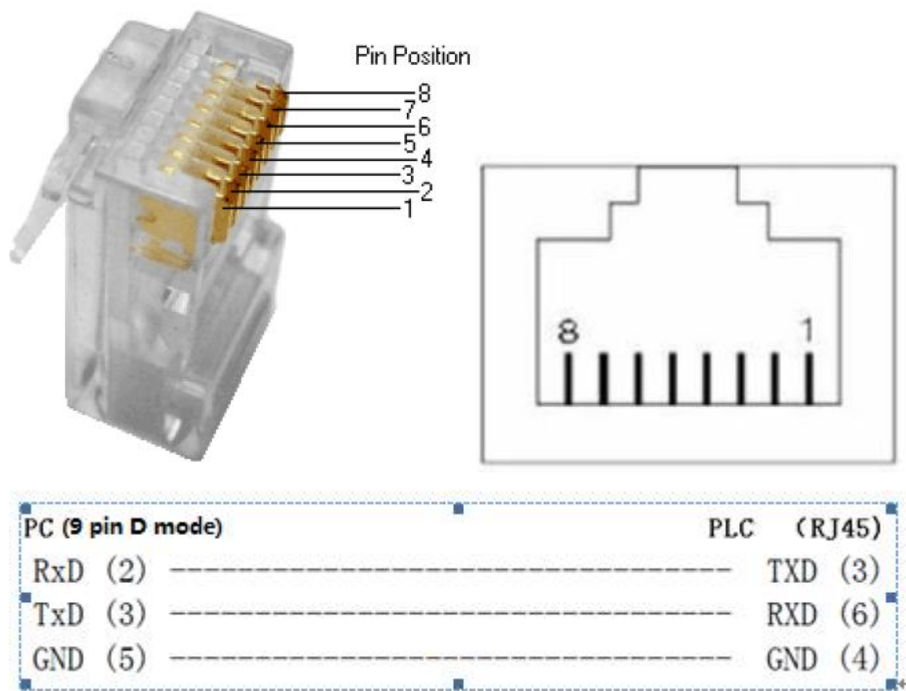 Pin Position
8
7
6
5
4
3
2
1
8 1
PC (9 pin D mode) PLC (RJ45)
RxD (2) ---------------------------------- TXD (3)
TxD (3) ---------------------------------- RXD (6)
GND (5) ---------------------------------- GND (4)